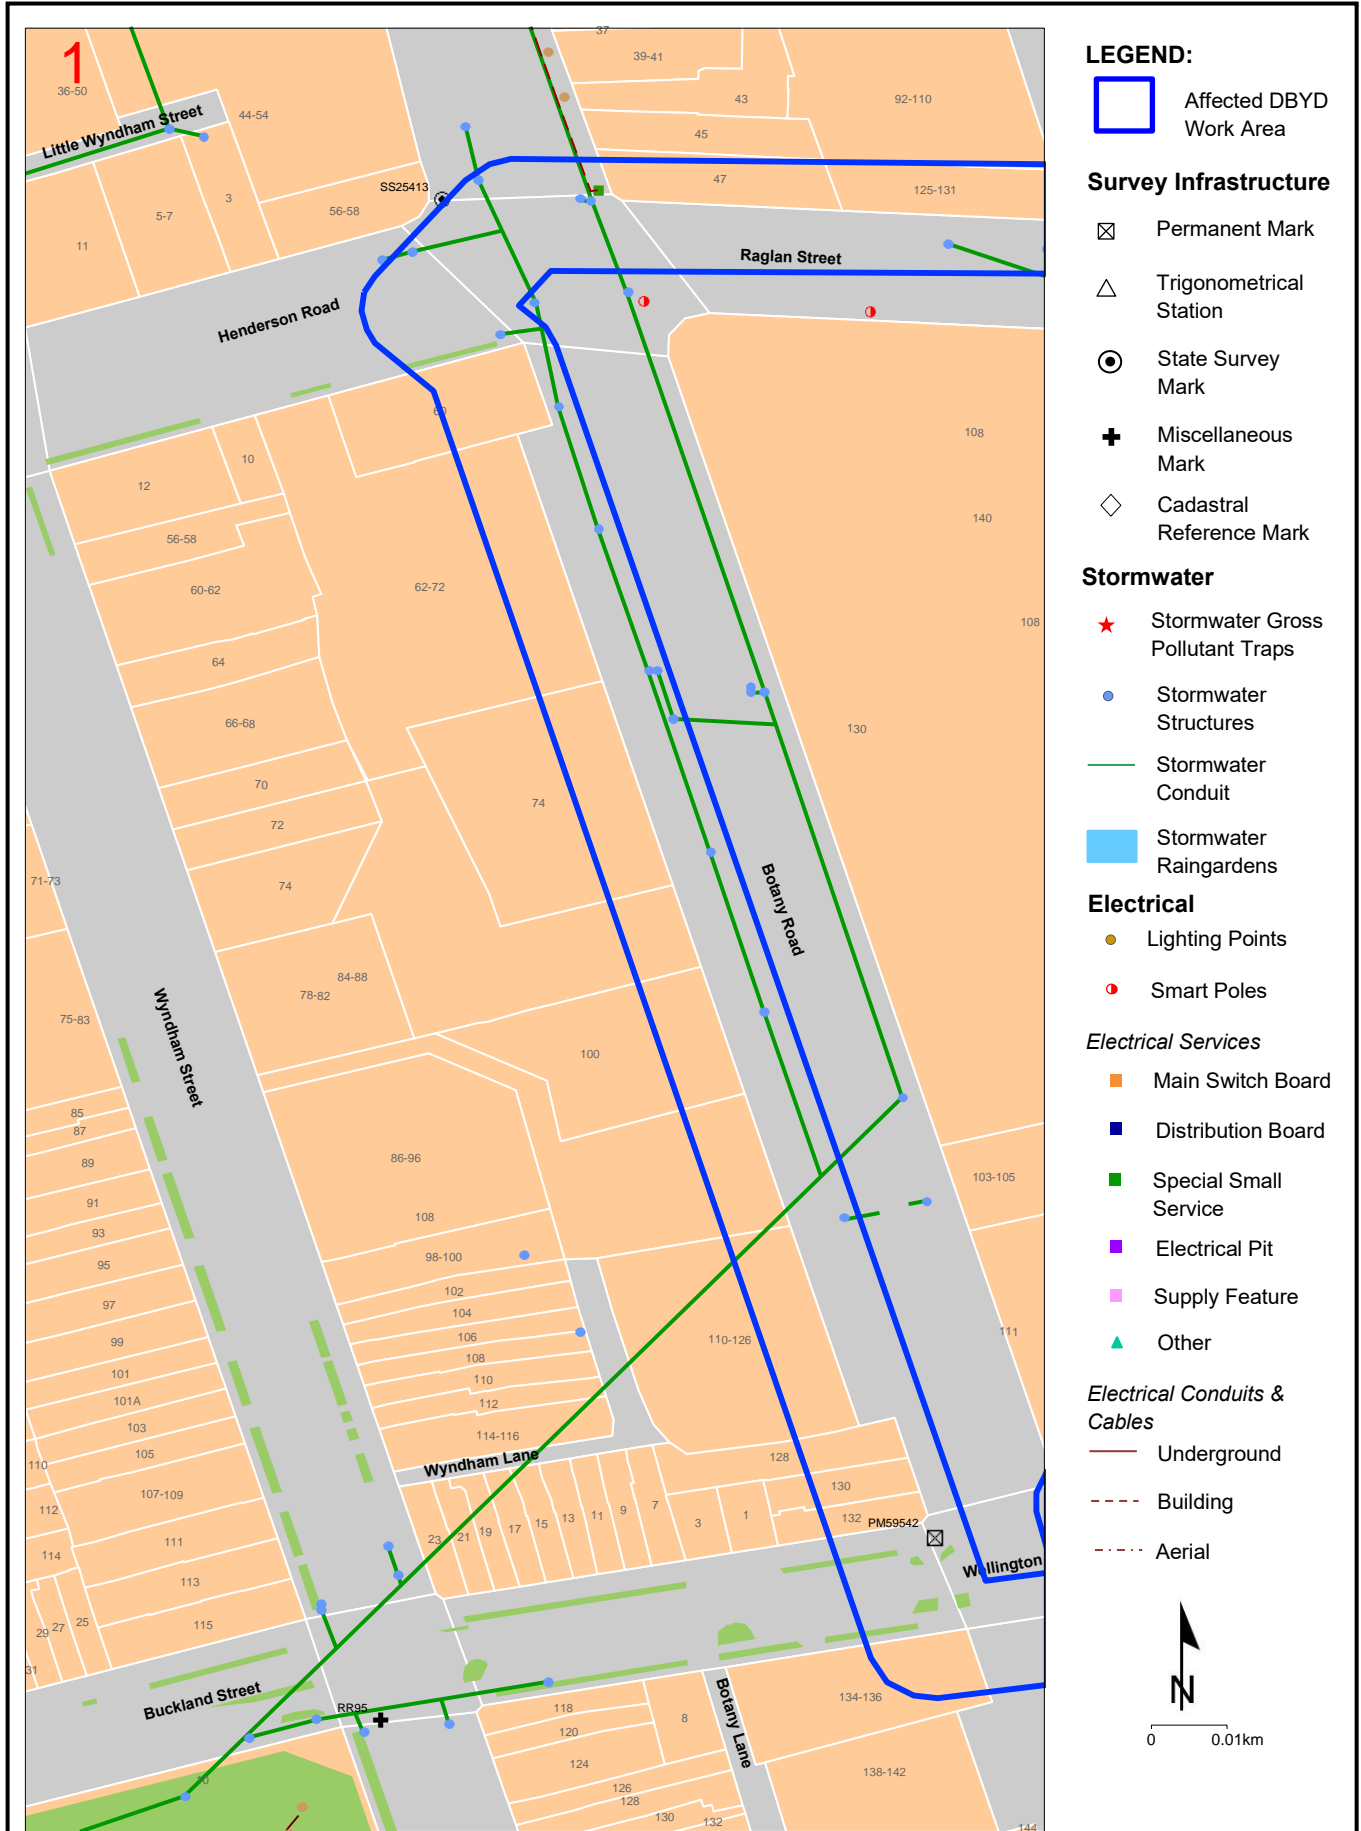 1
37
39-41
36-50
44-54
43
92-110
Little Wyndham Street
45
47
SS25413
125-131
3
5-7
56-58
11
Raglan Street
Henderson Road
60
108
10
12
140
56-58
60-62
62-72
108
64
66-68
130
70
74
72
71-73
74
Botany Road
84-88
78-82
75-83
Wyndham Street
100
85
87
86-96
89
103-105
91
108
93
98-100
95
102
97
104
111
106
110-126
99
108
101
110
101A
112
103
114-116
105
128
110
Wyndham Lane
130
107-109
112
7
9
11
13
15
17
19
21
23
3
1
132
PM59542
111
114
Wellington
113
25
27
29
115
31
Buckland Street
RR95
118
8
Botany Lane
134-136
120
124
138-142
10
126
128
130
132
144
LEGEND:
Affected DBYD
Work Area
Survey Infrastructure
Permanent Mark
Trigonometrical
Station
State Survey
Mark
Miscellaneous
Mark
Cadastral
Reference Mark
Stormwater
Stormwater Gross
Pollutant Traps
Stormwater
Structures
Stormwater
Conduit
Stormwater
Raingardens
Electrical
Lighting Points
Smart Poles
Electrical Services
Main Switch Board
Distribution Board
Special Small
Service
Electrical Pit
Supply Feature
Other
Electrical Conduits &
Cables
Underground
Building
Aerial
N
0 0.01km